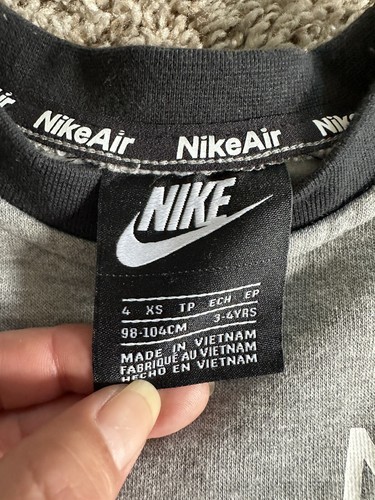 NikeAir NikeAir Nike
NIKE
4 XS TP ECH EP
98-104CM 3-4YRS
MADE IN VIETNAM
FABRIQUÉ AU VIETNAM
HECHO EN VIETNAM
N